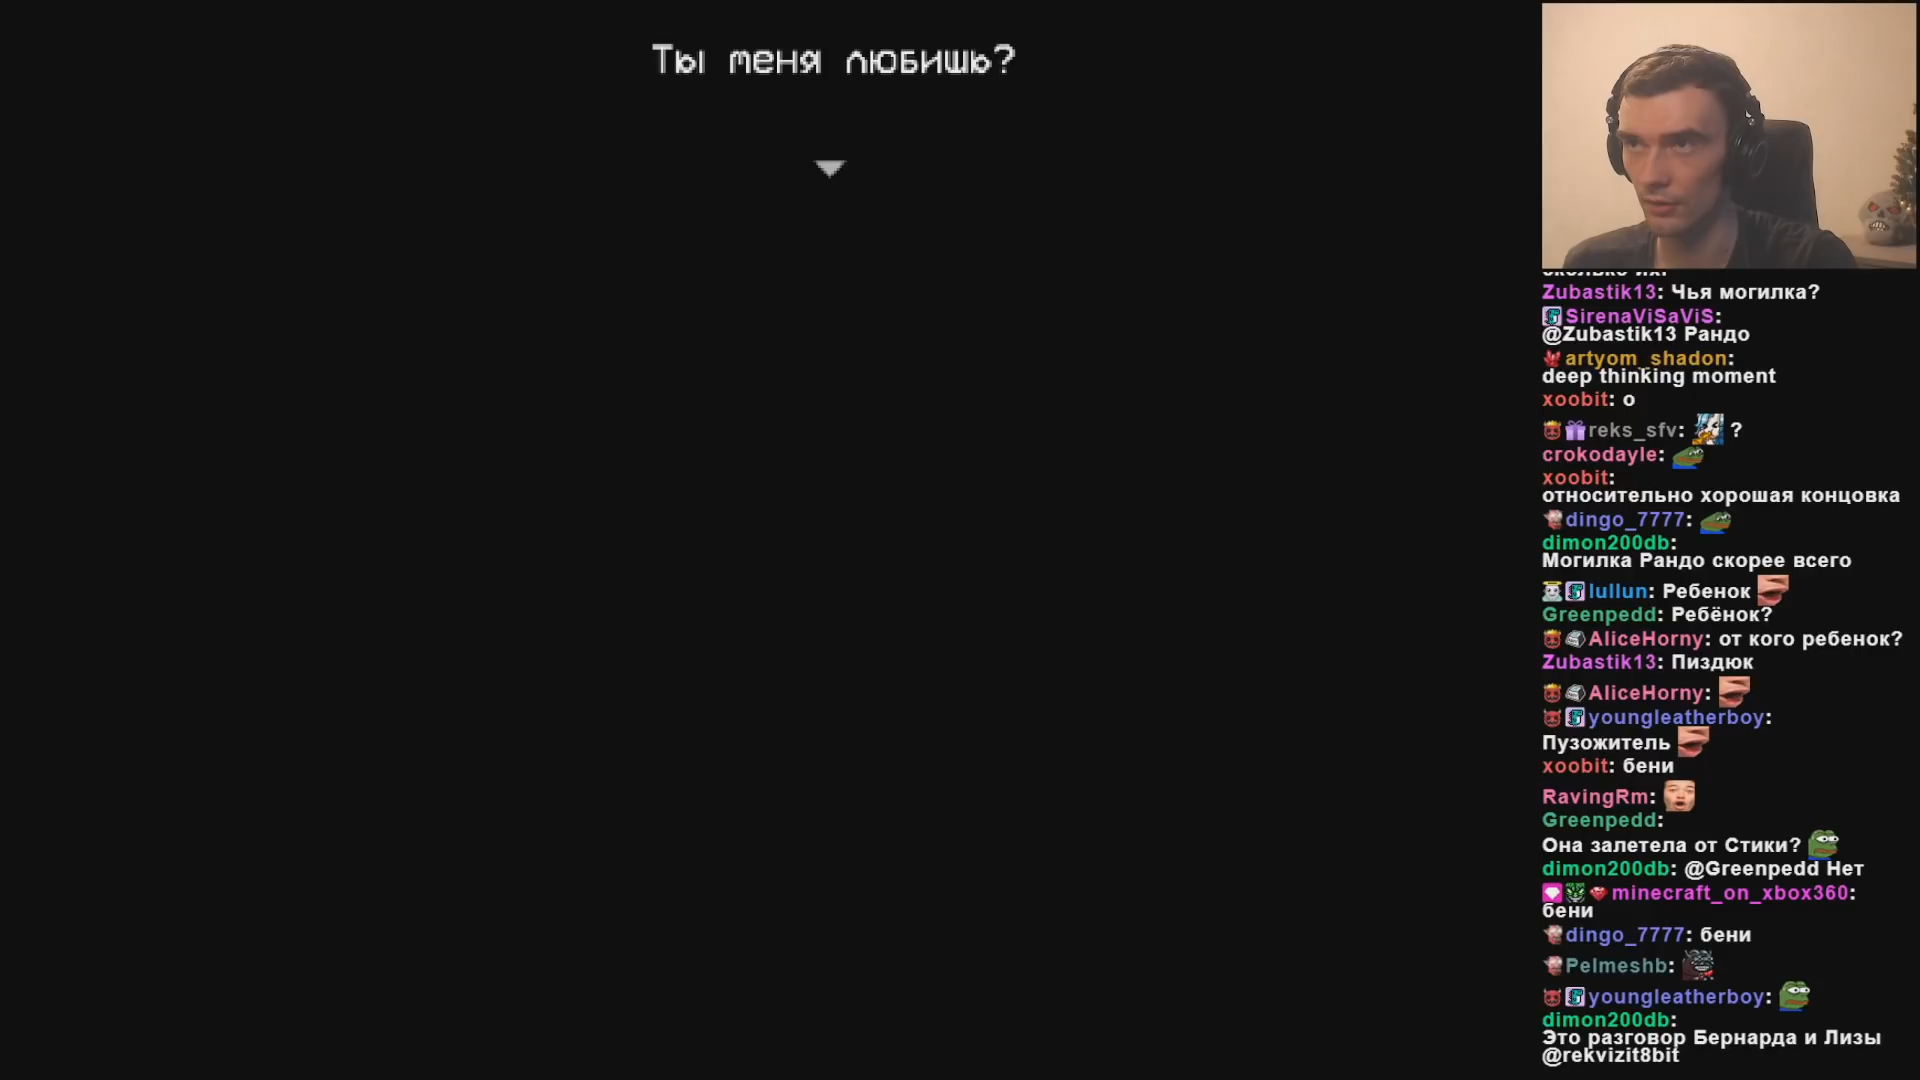 Ты меня любишь?
Zubastik13: Чья могилка?
SirenaViSaViS:
@Zubastik13 Рандо
artyom_shadon:
deep thinking moment
xoobit: о
reks_sfv: ?
crokodayle:
xoobit:
относительно хорошая концовка
dingo_7777:
dimon200db:
Могилка Рандо скорее всего
lullun: Ребенок
Greenpedd: Ребёнок?
AliceHorny: от кого ребенок?
Zubastik13: Пиздюк
AliceHorny:
youngleatherboy:
Пузожитель
xoobit: бени
RavingRm:
Greenpedd:
Она залетела от Стики?
dimon200db: @Greenpedd Нет
minecraft_on_xbox360:
бени
dingo_7777: бени
Pelmeshb:
youngleatherboy:
dimon200db:
Это разговор Бернарда и Лизы
@rekvizit8bit